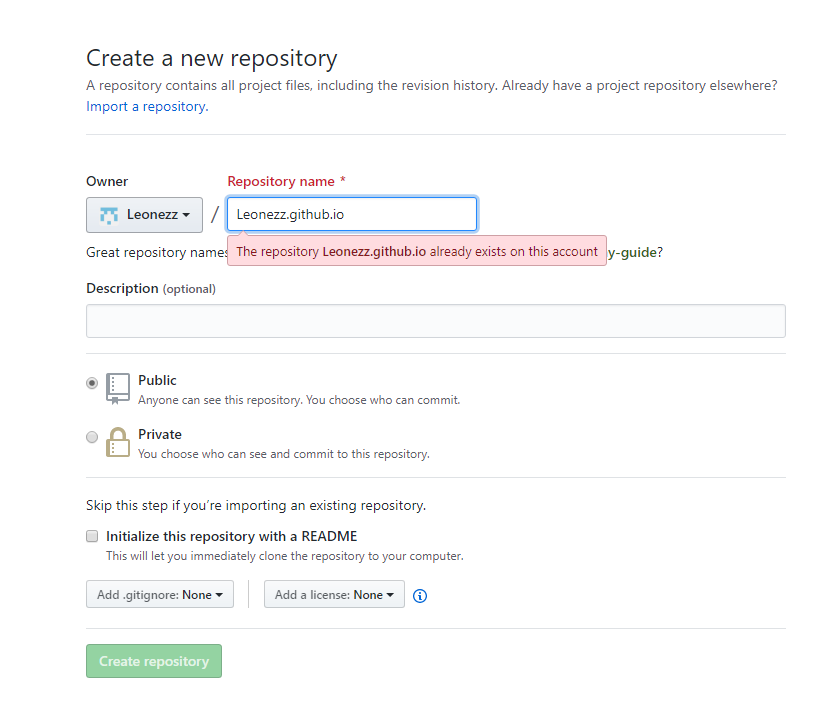 Create a new repository
A repository contains all project files, including the revision history. Already have a project repository elsewhere?
Import a repository.
Owner
Repository name *
Leonezz
/
Leonezz.github.io
Great repository names
The repository Leonezz.github.io already exists on this account
y-guide?
Description (optional)
Public
Anyone can see this repository. You choose who can commit.
Private
You choose who can see and commit to this repository.
Skip this step if you're importing an existing repository.
Initialize this repository with a README
This will let you immediately clone the repository to your computer.
Add .gitignore: None
Add a license: None
Create repository